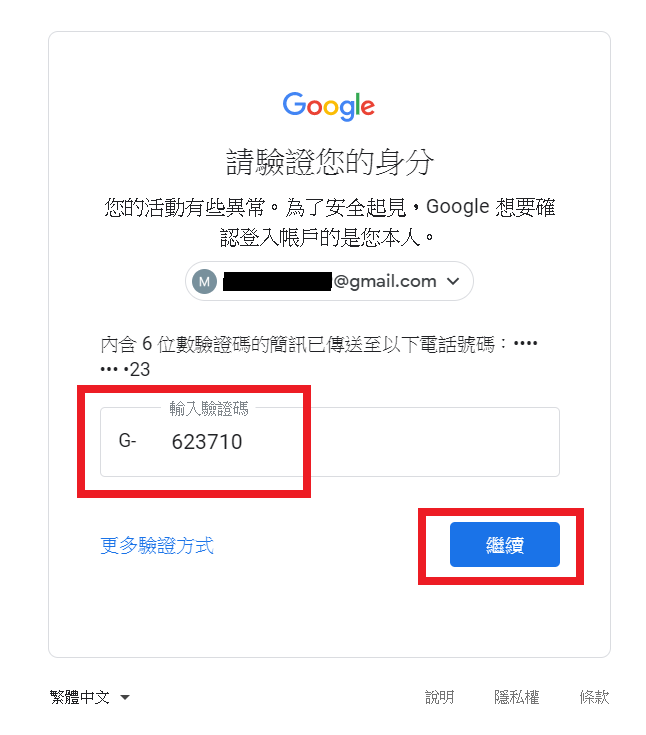 Google
請驗證您的身分
您的活動有些異常。為了安全起見，Google 想要確
認登入帳戶的是您本人。
M @gmail.com
內含 6 位數驗證碼的簡訊已傳送至以下電話號碼：••••
••• •23
輸入驗證碼
G- 623710
更多驗證方式 繼續
繁體中文 說明 隱私權 條款